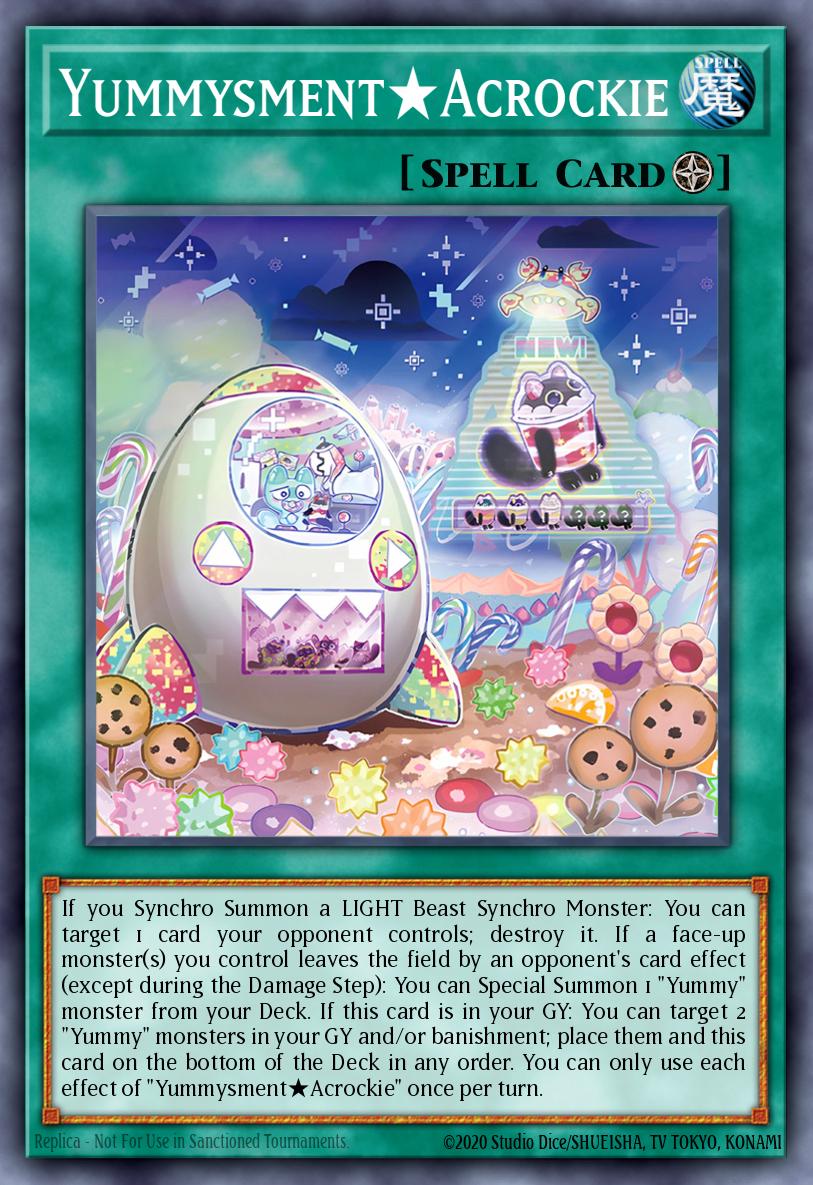 YUMMYSMENT★ACROCKIE
SPELL
魔
[SPELL CARD]
NEW!
If you Synchro Summon a LIGHT Beast Synchro Monster: You can
target 1 card your opponent controls; destroy it. If a face-up
monster(s) you control leaves the field by an opponent's card effect
(except during the Damage Step): You can Special Summon 1 "Yummy"
monster from your Deck. If this card is in your GY: You can target 2
"Yummy" monsters in your GY and/or banishment; place them and this
card on the bottom of the Deck in any order. You can only use each
effect of "Yummysment★Acrockie" once per turn.
Replica - Not For Use in Sanctioned Tournaments.
©2020 Studio Dice/SHUEISHA, TV TOKYO, KONAMI